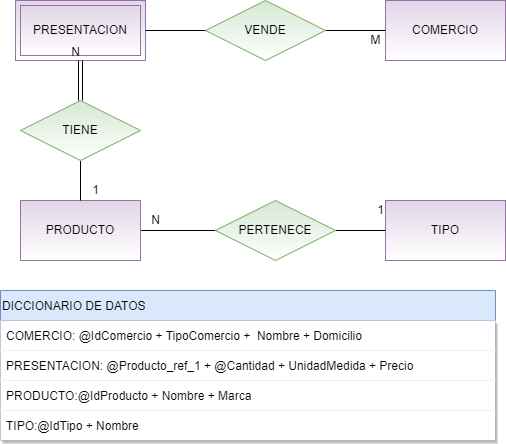 PRESENTACION
VENDE
COMERCIO
N
M
TIENE
1
PRODUCTO
N
PERTENECE
1
TIPO
DICCIONARIO DE DATOS
COMERCIO: @IdComercio + TipoComercio + Nombre + Domicilio
PRESENTACION: @Producto_ref_1 + @Cantidad + UnidadMedida + Precio
PRODUCTO:@IdProducto + Nombre + Marca
TIPO:@IdTipo + Nombre